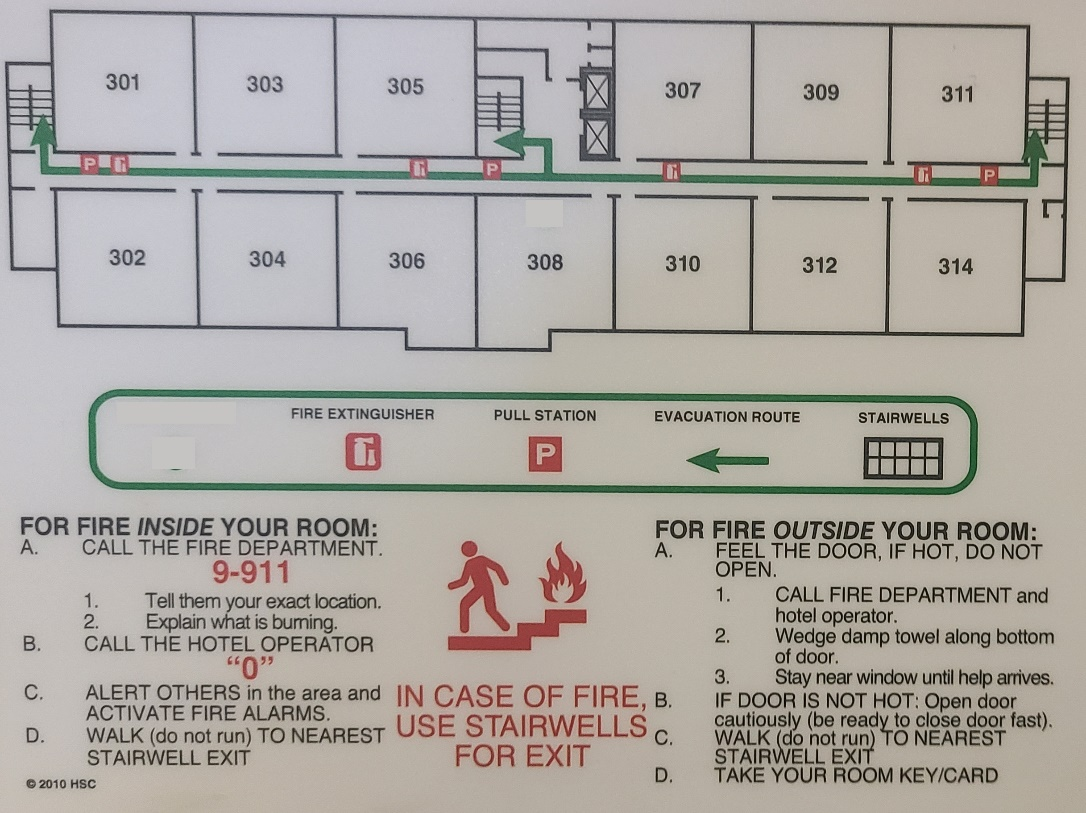 301 303 305 307 309 311
P P P
302 304 306 308 310 312 314
FIRE EXTINGUISHER PULL STATION EVACUATION ROUTE STAIRWELLS
P
FOR FIRE INSIDE YOUR ROOM:
A. CALL THE FIRE DEPARTMENT.
9-911
1. Tell them your exact location.
2. Explain what is burning.
B. CALL THE HOTEL OPERATOR
“0”
C. ALERT OTHERS in the area and
ACTIVATE FIRE ALARMS.
D. WALK (do not run) TO NEAREST
STAIRWELL EXIT
© 2010 HSC
IN CASE OF FIRE,
USE STAIRWELLS
FOR EXIT
FOR FIRE OUTSIDE YOUR ROOM:
A. FEEL THE DOOR, IF HOT, DO NOT
OPEN.
1. CALL FIRE DEPARTMENT and
hotel operator.
2. Wedge damp towel along bottom
of door.
3. Stay near window until help arrives.
B. IF DOOR IS NOT HOT: Open door
cautiously (be ready to close door fast).
C. WALK (do not run) TO NEAREST
STAIRWELL EXIT
D. TAKE YOUR ROOM KEY/CARD